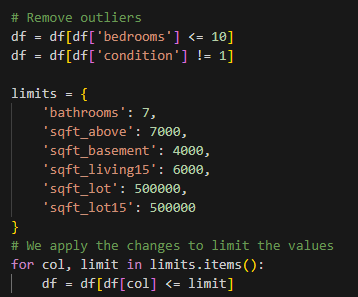 # Remove outliers
df = df[df['bedrooms'] <= 10]
df = df[df['condition'] != 1]

limits = {
    'bathrooms': 7,
    'sqft_above': 7000,
    'sqft_basement': 4000,
    'sqft_living15': 6000,
    'sqft_lot': 500000,
    'sqft_lot15': 500000
}
# We apply the changes to limit the values
for col, limit in limits.items():
    df = df[df[col] <= limit]